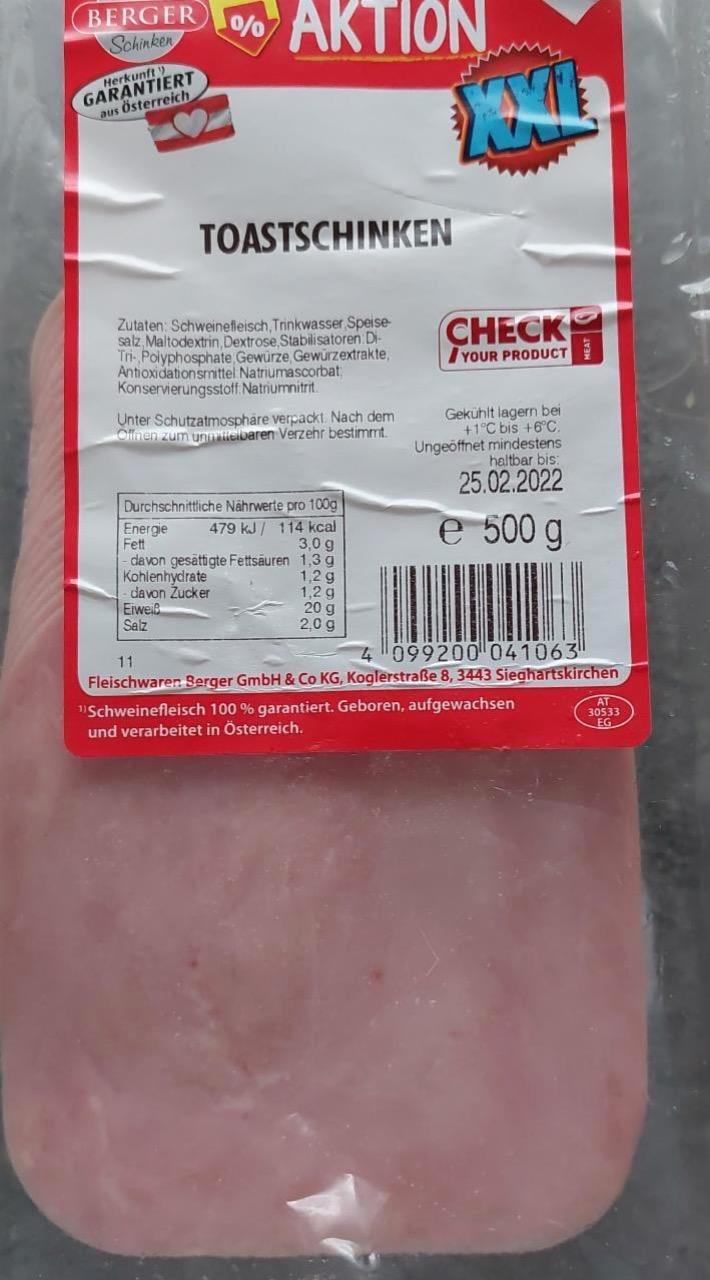 BERGER
Schinken
%
AKTION
Herkunft ¹)
GARANTIERT
aus Österreich
XXL
TOASTSCHINKEN
Zutaten: Schweinefleisch, Trinkwasser, Speise-
salz, Maltodextrin, Dextrose, Stabilisatoren: Di-
Tri-, Polyphosphate, Gewürze, Gewürzextrakte,
Antioxidationsmittel: Natriumascorbat,
Konservierungsstoff: Natriumnitrit.
CHECK
YOUR PRODUCT
MEAT
Unter Schutzatmosphäre verpackt. Nach dem
Öffnen zum unmittelbaren Verzehr bestimmt.
Gekühlt lagern bei
+1°C bis +6°C.
Ungeöffnet mindestens
haltbar bis:
25.02.2022
Durchschnittliche Nährwerte pro 100g
Energie 479 kJ / 114 kcal
Fett 3,0 g
- davon gesättigte Fettsäuren 1,3 g
Kohlenhydrate 1,2 g
- davon Zucker 1,2 g
Eiweiß 20 g
Salz 2,0 g
e 500 g
4 099200 041063
11
Fleischwaren Berger GmbH & Co KG, Koglerstraße 8, 3443 Sieghartskirchen
¹)Schweinefleisch 100 % garantiert. Geboren, aufgewachsen
und verarbeitet in Österreich.
AT
30533
EG